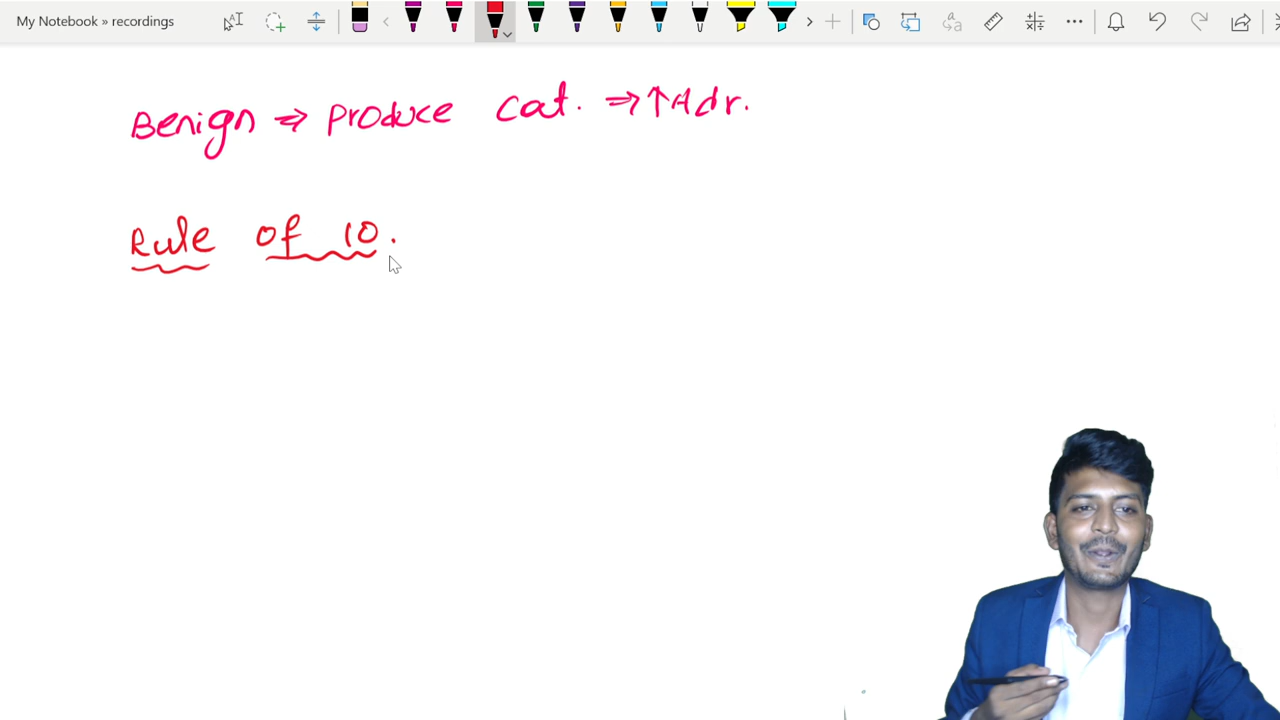 My Notebook » recordings
Benign ⇒ Produce cat. ⇒ ↑Adr.
Rule of 10.